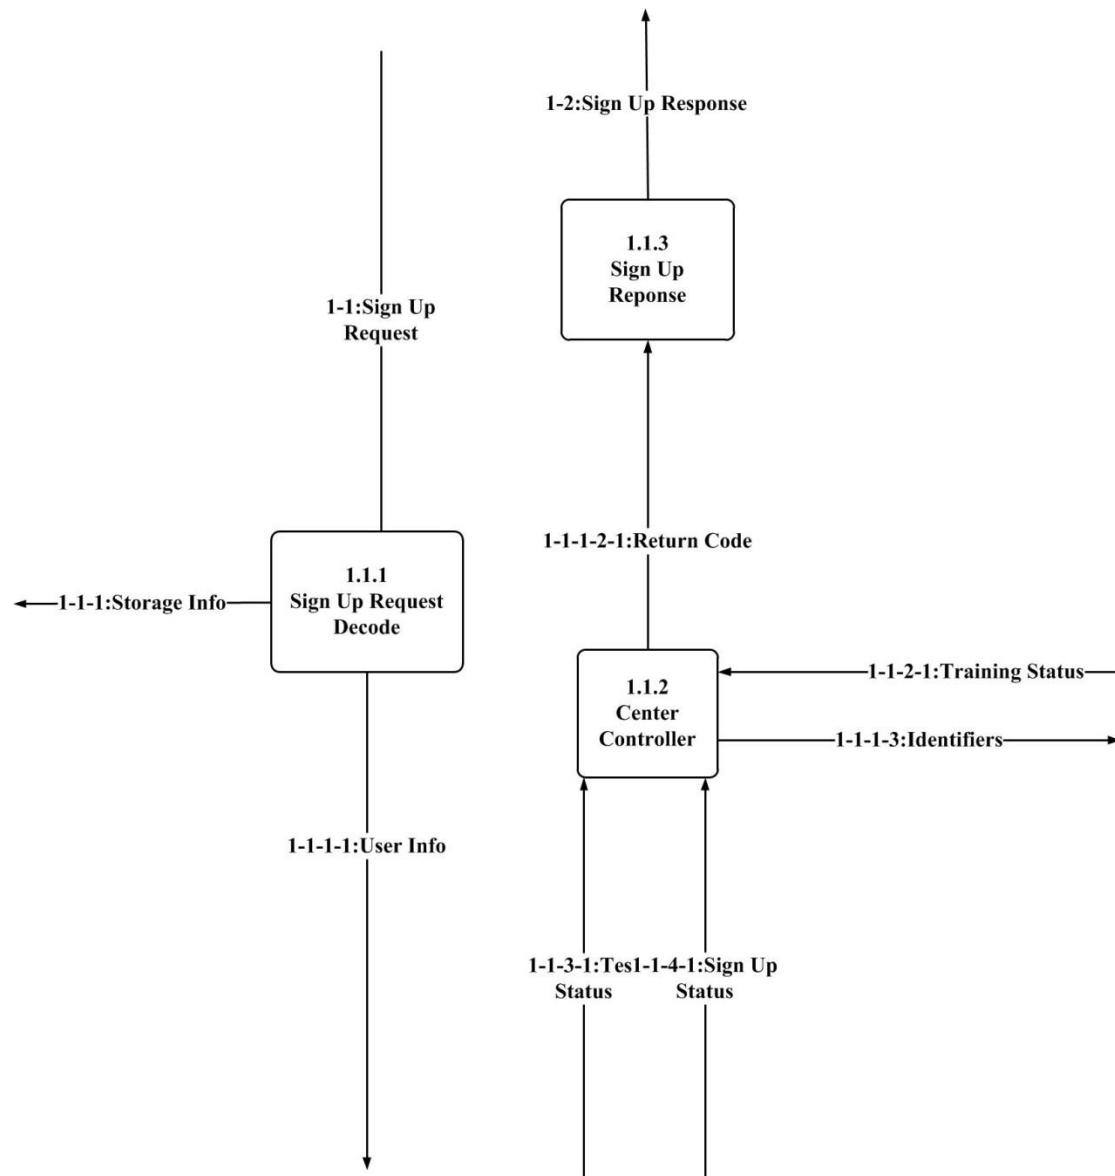 1-2:Sign Up Response
1.1.3
Sign Up
Reponse
1-1:Sign Up
Request
1-1-1-2-1:Return Code
1.1.1
Sign Up Request
Decode
1-1-1:Storage Info
1.1.2
Center
Controller
1-1-2-1:Training Status
1-1-1-3:Identifiers
1-1-1-1:User Info
1-1-3-1:Tes
Status
1-1-4-1:Sign Up
Status